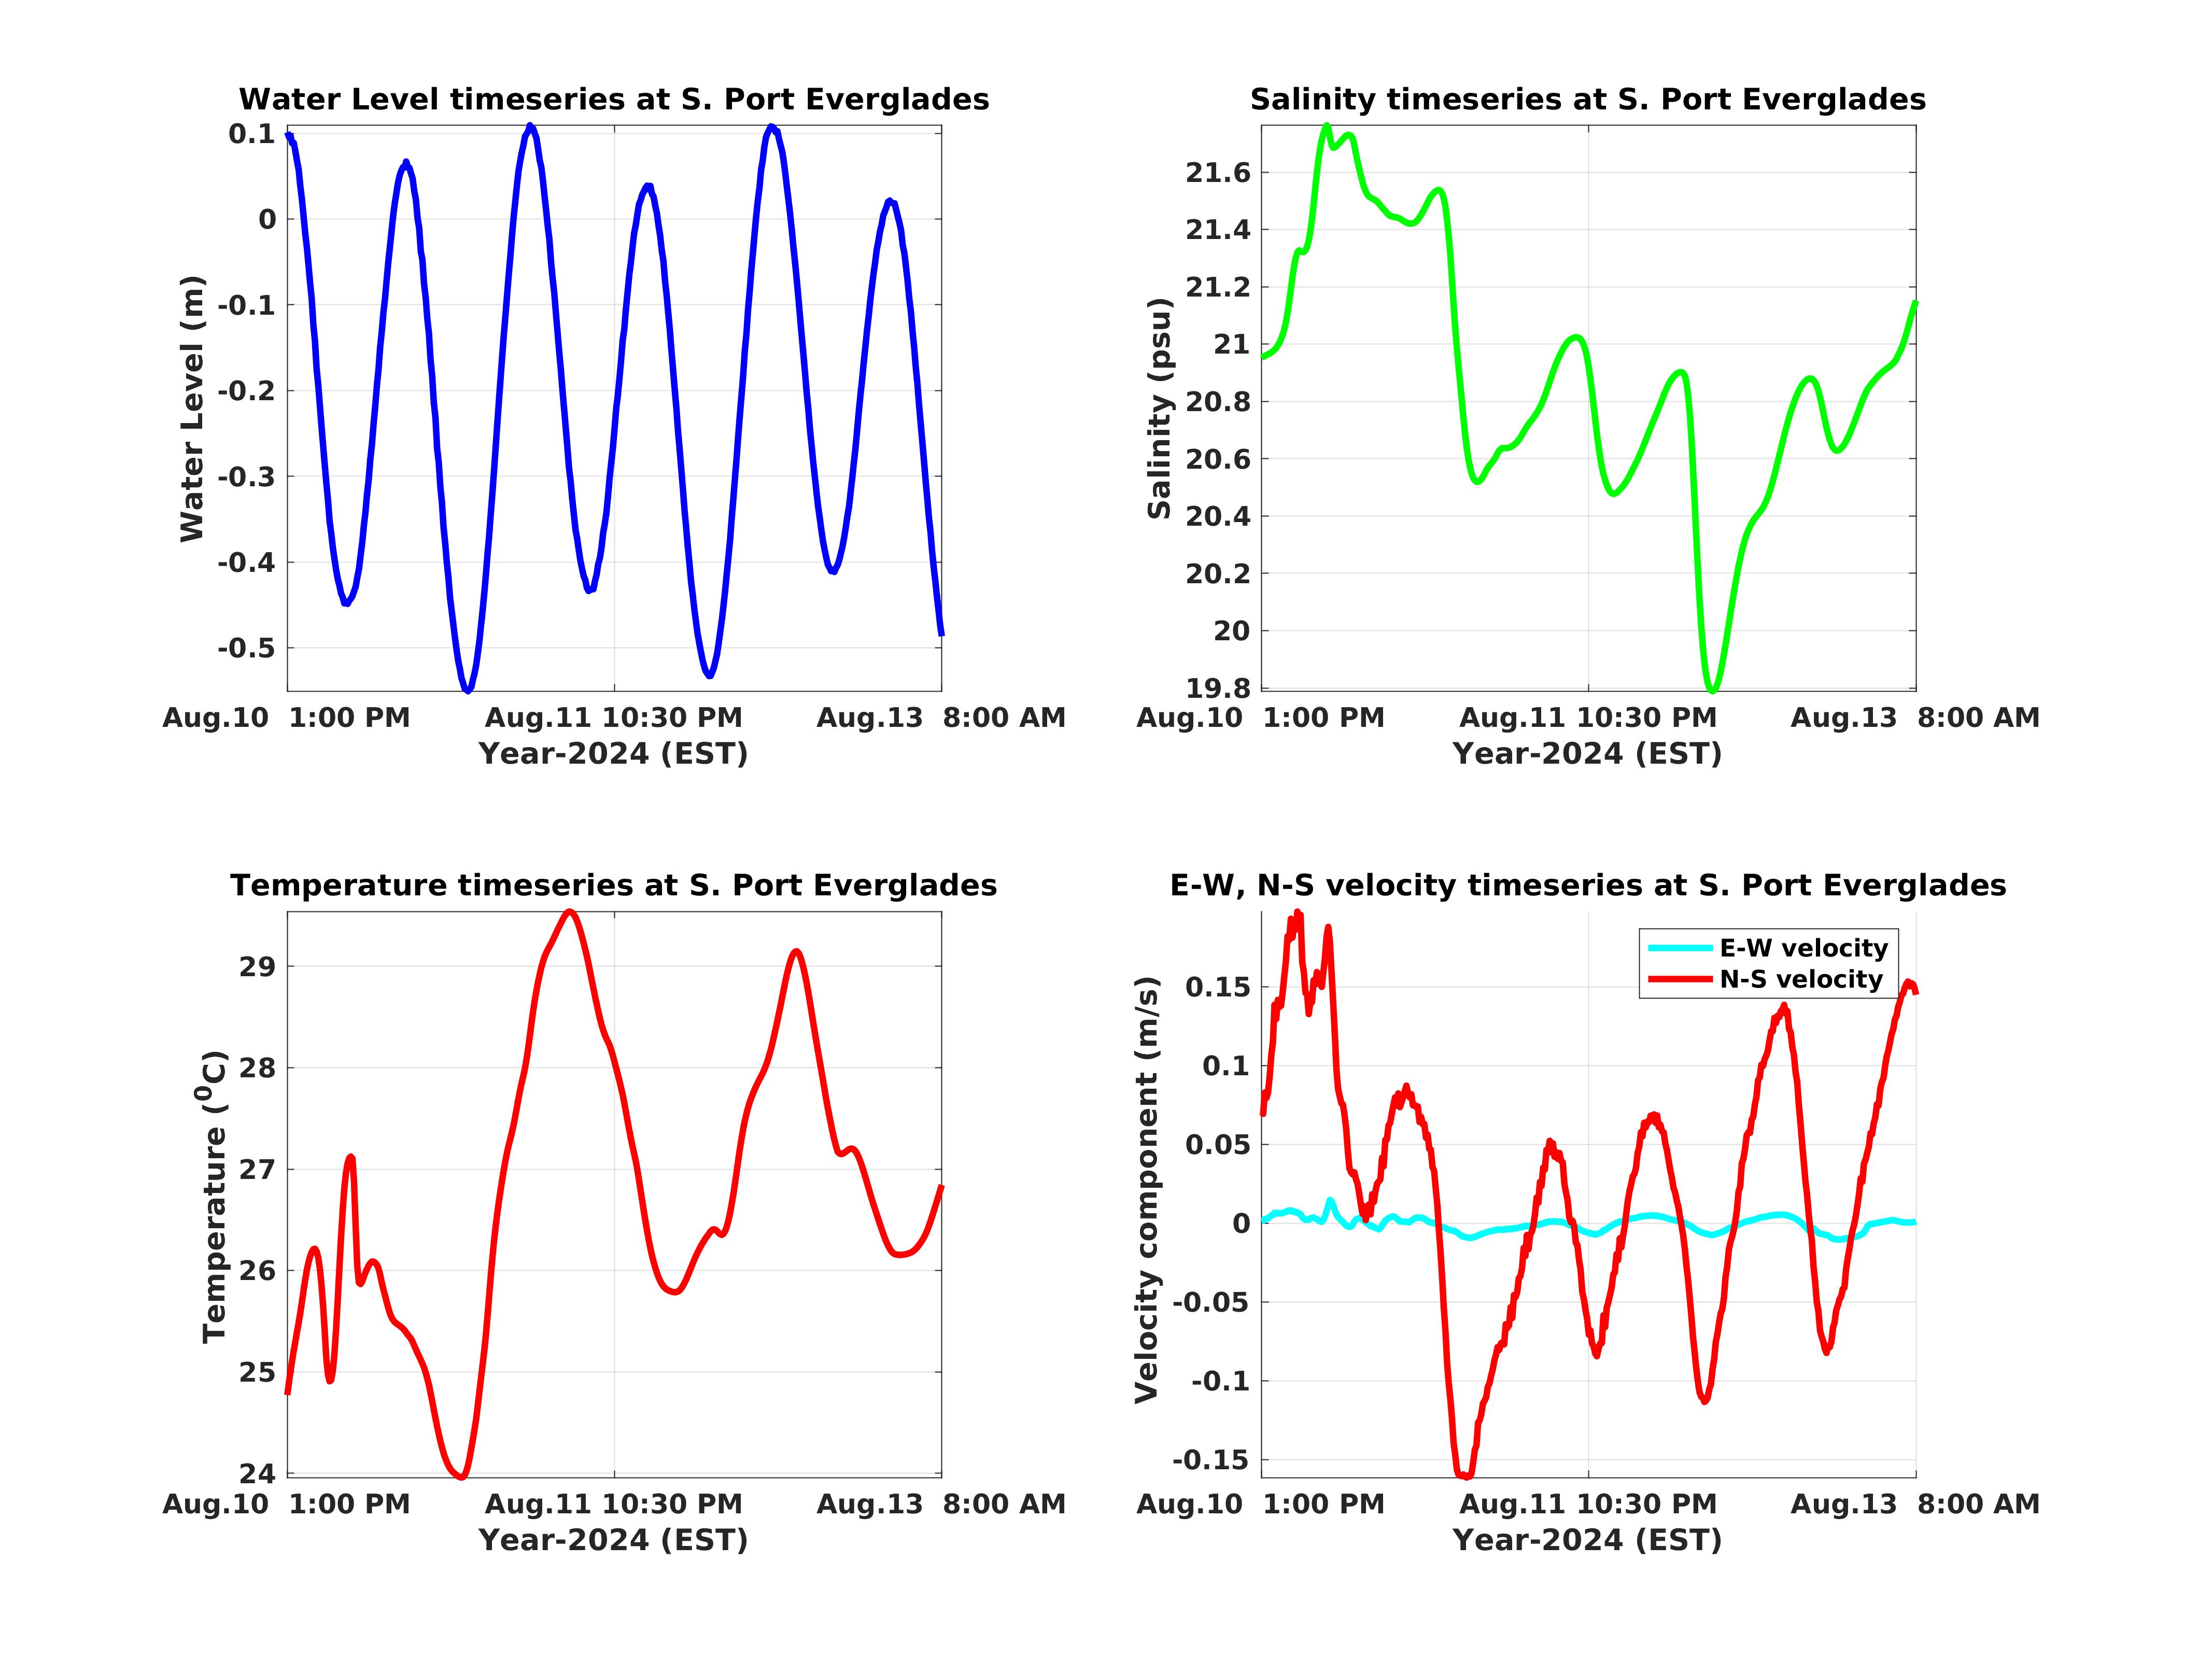 Water Level timeseries at S. Port Everglades
Water Level (m)
0.1
0
-0.1
-0.2
-0.3
-0.4
-0.5
Aug.10 1:00 PM
Aug.11 10:30 PM
Aug.13 8:00 AM
Year-2024 (EST)
Salinity timeseries at S. Port Everglades
Salinity (psu)
21.6
21.4
21.2
21
20.8
20.6
20.4
20.2
20
19.8
Aug.10 1:00 PM
Aug.11 10:30 PM
Aug.13 8:00 AM
Year-2024 (EST)
Temperature timeseries at S. Port Everglades
Temperature (⁰C)
29
28
27
26
25
24
Aug.10 1:00 PM
Aug.11 10:30 PM
Aug.13 8:00 AM
Year-2024 (EST)
E-W, N-S velocity timeseries at S. Port Everglades
Velocity component (m/s)
E-W velocity
N-S velocity
0.15
0.1
0.05
0
-0.05
-0.1
-0.15
Aug.10 1:00 PM
Aug.11 10:30 PM
Aug.13 8:00 AM
Year-2024 (EST)